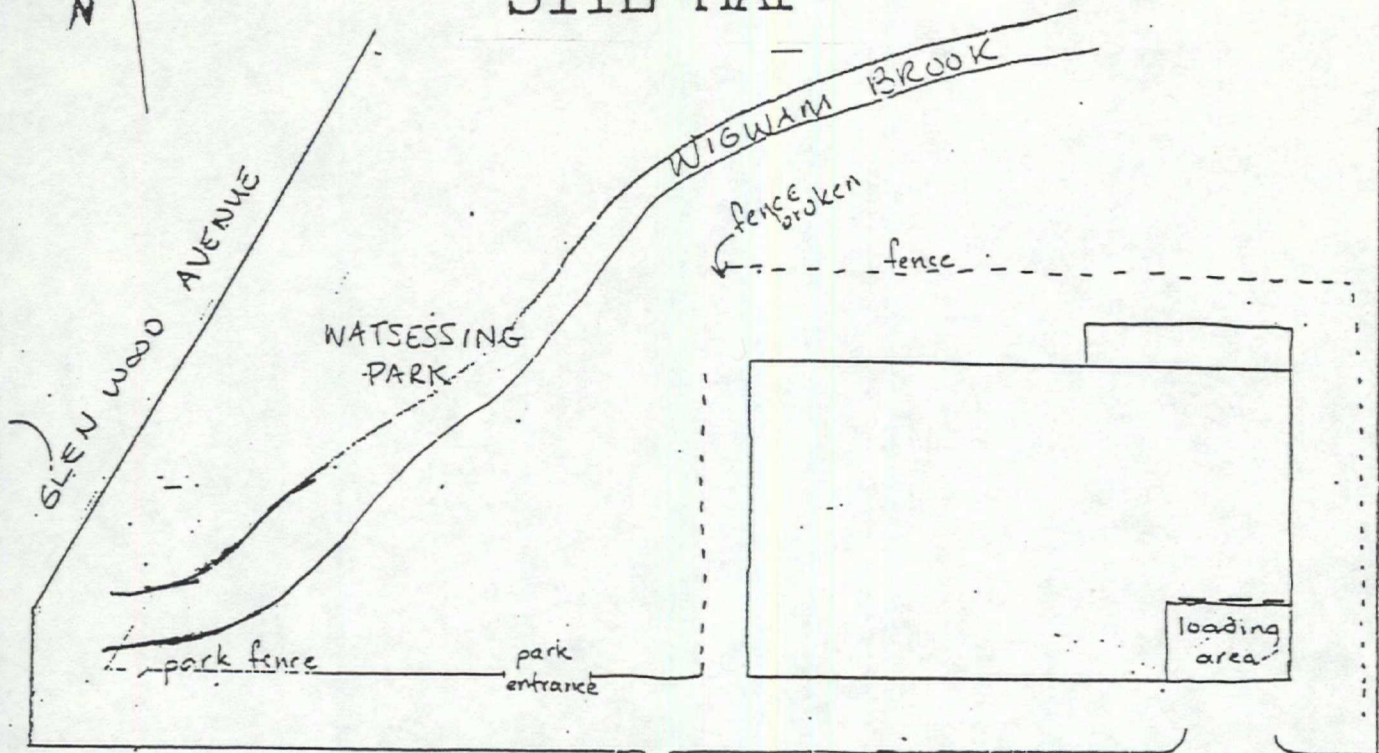 N
SITE MAP
WIGWAM BROOK
fence
broken
fence
GLEN WOOD AVENUE
WATSESSING
PARK
loading
area
park fence
park
entrance